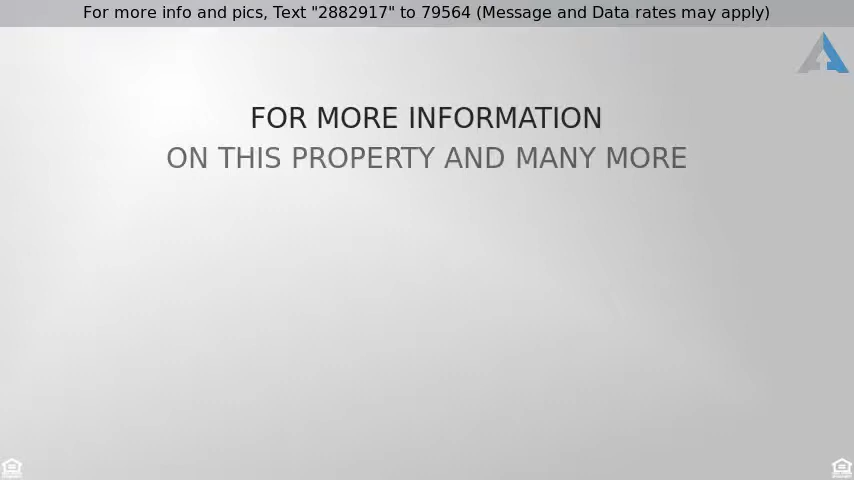 For more info and pics, Text "2882917" to 79564 (Message and Data rates may apply)
FOR MORE INFORMATION
ON THIS PROPERTY AND MANY MORE